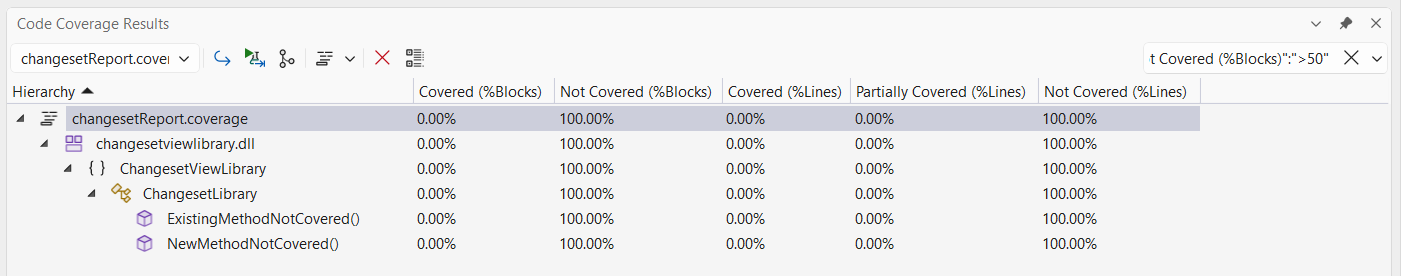 Code Coverage Results
changesetReport.cover t Covered (%Blocks)":">50"
Hierarchy Covered (%Blocks) Not Covered (%Blocks) Covered (%Lines) Partially Covered (%Lines) Not Covered (%Lines)
changesetReport.coverage 0.00% 100.00% 0.00% 0.00% 100.00%
changesetviewlibrary.dll 0.00% 100.00% 0.00% 0.00% 100.00%
{ } ChangesetViewLibrary 0.00% 100.00% 0.00% 0.00% 100.00%
ChangesetLibrary 0.00% 100.00% 0.00% 0.00% 100.00%
ExistingMethodNotCovered() 0.00% 100.00% 0.00% 0.00% 100.00%
NewMethodNotCovered() 0.00% 100.00% 0.00% 0.00% 100.00%